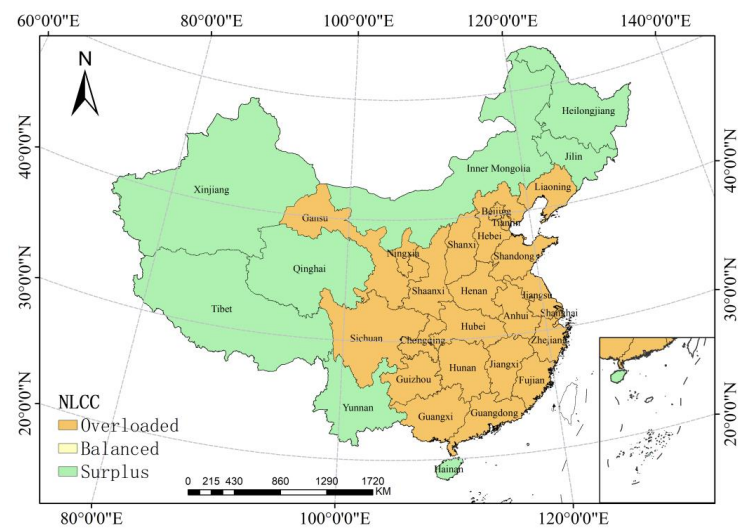 60°0'0"E 80°0'0"E 100°0'0"E 120°0'0"E 140°0'0"E
N
40°0'0"N
30°0'0"N
20°0'0"N
40°0'0"N
30°0'0"N
20°0'0"N
Heilongjiang
Jilin
Inner Mongolia
Liaoning
Xinjiang
Gansu
Beijing
Tianjin
Hebei
Shanxi
Ningxia
Shandong
Qinghai
Shaanxi
Henan
Jiangsu
Tibet
Anhui
Shanghai
Hubei
Sichuan
Chongqing
Zhejiang
Hunan
Jiangxi
Guizhou
Fujian
Yunnan
Guangxi
Guangdong
Hainan
NLCC
Overloaded
Balanced
Surplus
0 215 430 860 1290 1720
KM
80°0'0"E 100°0'0"E 120°0'0"E